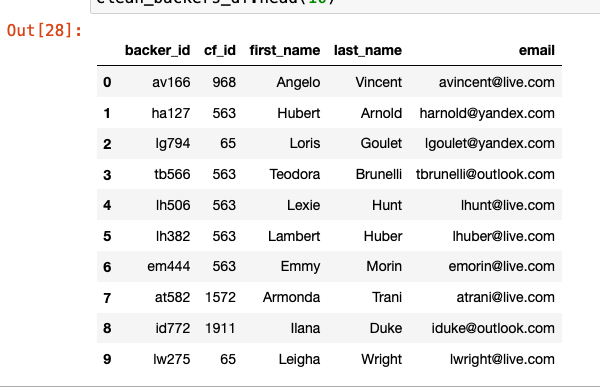 clean_backers_df.head(10)
Out[28]:
backer_id cf_id first_name last_name email
0 av166 968 Angelo Vincent avincent@live.com
1 ha127 563 Hubert Arnold harnold@yandex.com
2 lg794 65 Loris Goulet lgoulet@yandex.com
3 tb566 563 Teodora Brunelli tbrunelli@outlook.com
4 lh506 563 Lexie Hunt lhunt@live.com
5 lh382 563 Lambert Huber lhuber@live.com
6 em444 563 Emmy Morin emorin@live.com
7 at582 1572 Armonda Trani atrani@live.com
8 id772 1911 Ilana Duke iduke@outlook.com
9 lw275 65 Leigha Wright lwright@live.com